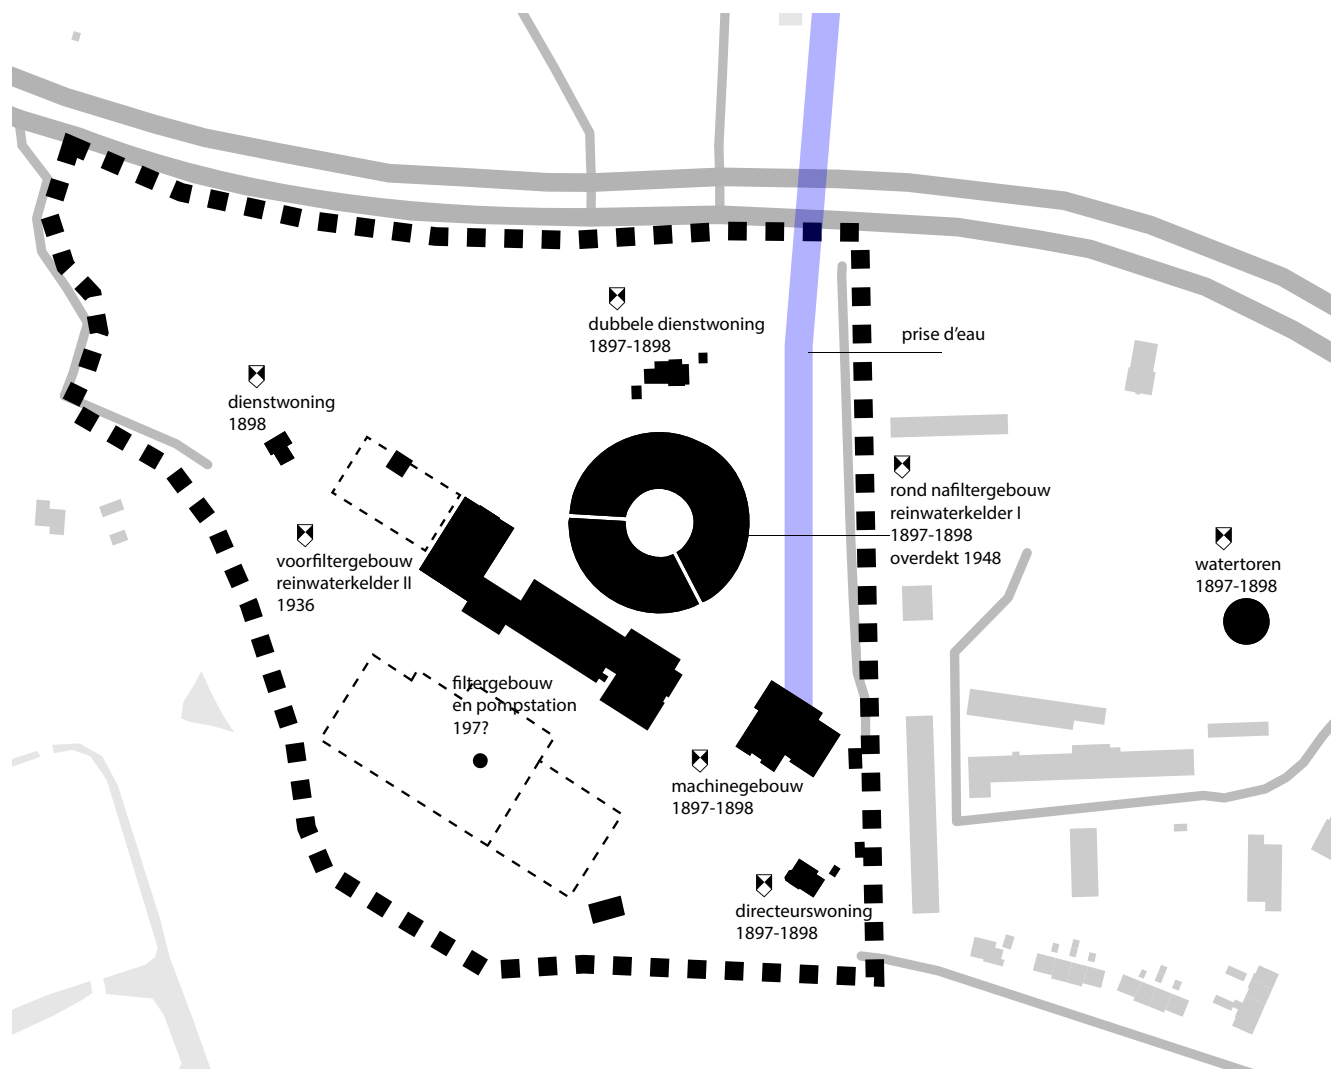 dubbele dienstwoning
1897-1898
prise d'eau
dienstwoning
1898
rond nafiltergebouw
reinwaterkelder I
1897-1898
overdekt 1948
voorfiltergebouw
reinwaterkelder II
1936
watertoren
1897-1898
filtergebouw
en pompstation
197?
machinegebouw
1897-1898
directeurswoning
1897-1898